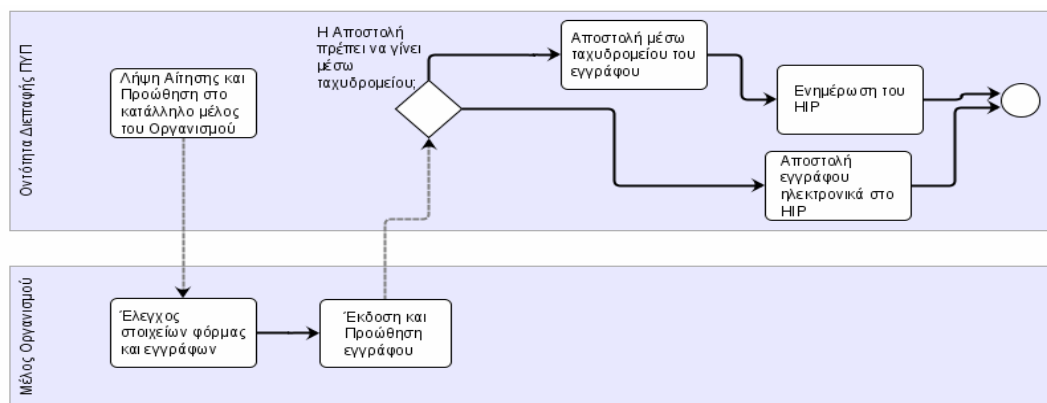 Οντότητα Διεπαφής ΠΥΠ
Λήψη Αίτησης και
Προώθηση στο
κατάλληλο μέλος
του Οργανισμού
Η Αποστολή
πρέπει να γίνει
μέσω
ταχυδρομείου;
Αποστολή μέσω
ταχυδρομείου του
εγγράφου
Ενημέρωση του
HIP
Αποστολή
εγγράφου
ηλεκτρονικά στο
HIP
Μέλος Οργανισμού
Έλεγχος
στοιχείων φόρμας
και εγγράφων
Έκδοση και
Προώθηση
εγγράφου